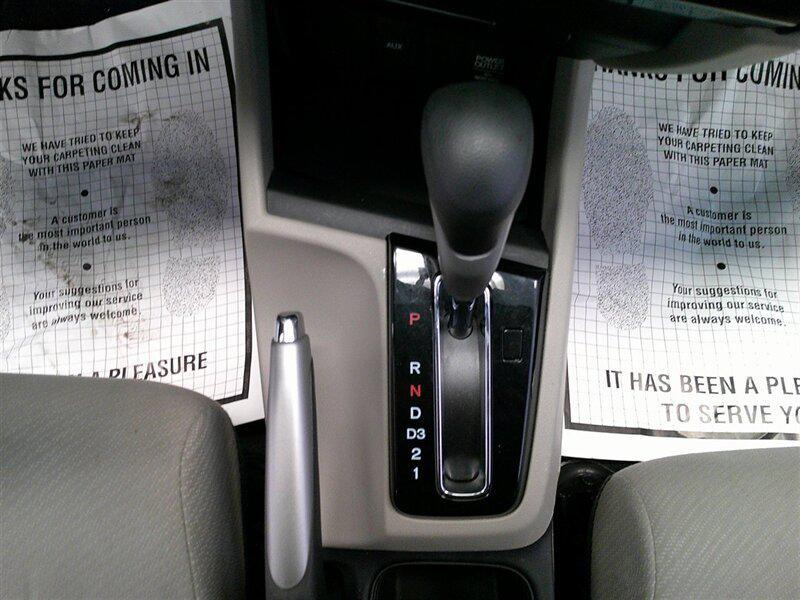 KS FOR COMING IN
WE HAVE TRIED TO KEEP
YOUR CARPETING CLEAN
WITH THIS PAPER MAT
A customer is
the most important person
in the world to us.
Your suggestions for
improving our service
are always welcome.
A PLEASURE
AUX
POWER
OUTLET
P
R
N
D
D3
2
1
FOR COMIN
WE HAVE TRIED TO KEEP
YOUR CARPETING CLEAN
WITH THIS PAPER MAT
A customer is
the most important person
in the world to us.
Your suggestions for
improving our service
are always welcome.
IT HAS BEEN A PLE
TO SERVE YO